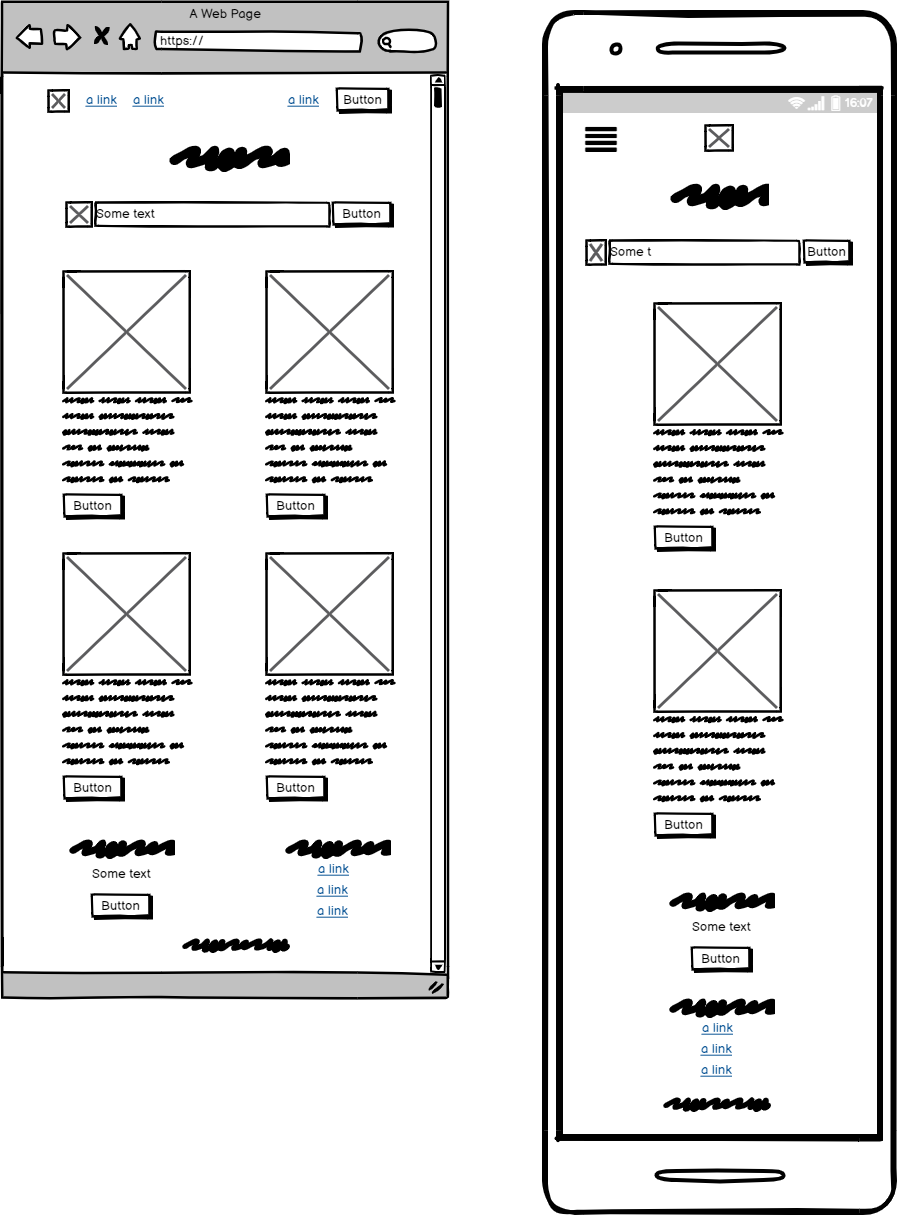 A Web Page
https://
a link a link a link Button
Some text Button
Button Button
Button Button
Some text
a link
Button
a link
a link
16:07
Some t Button
Button
Button
Some text
Button
a link
a link
a link